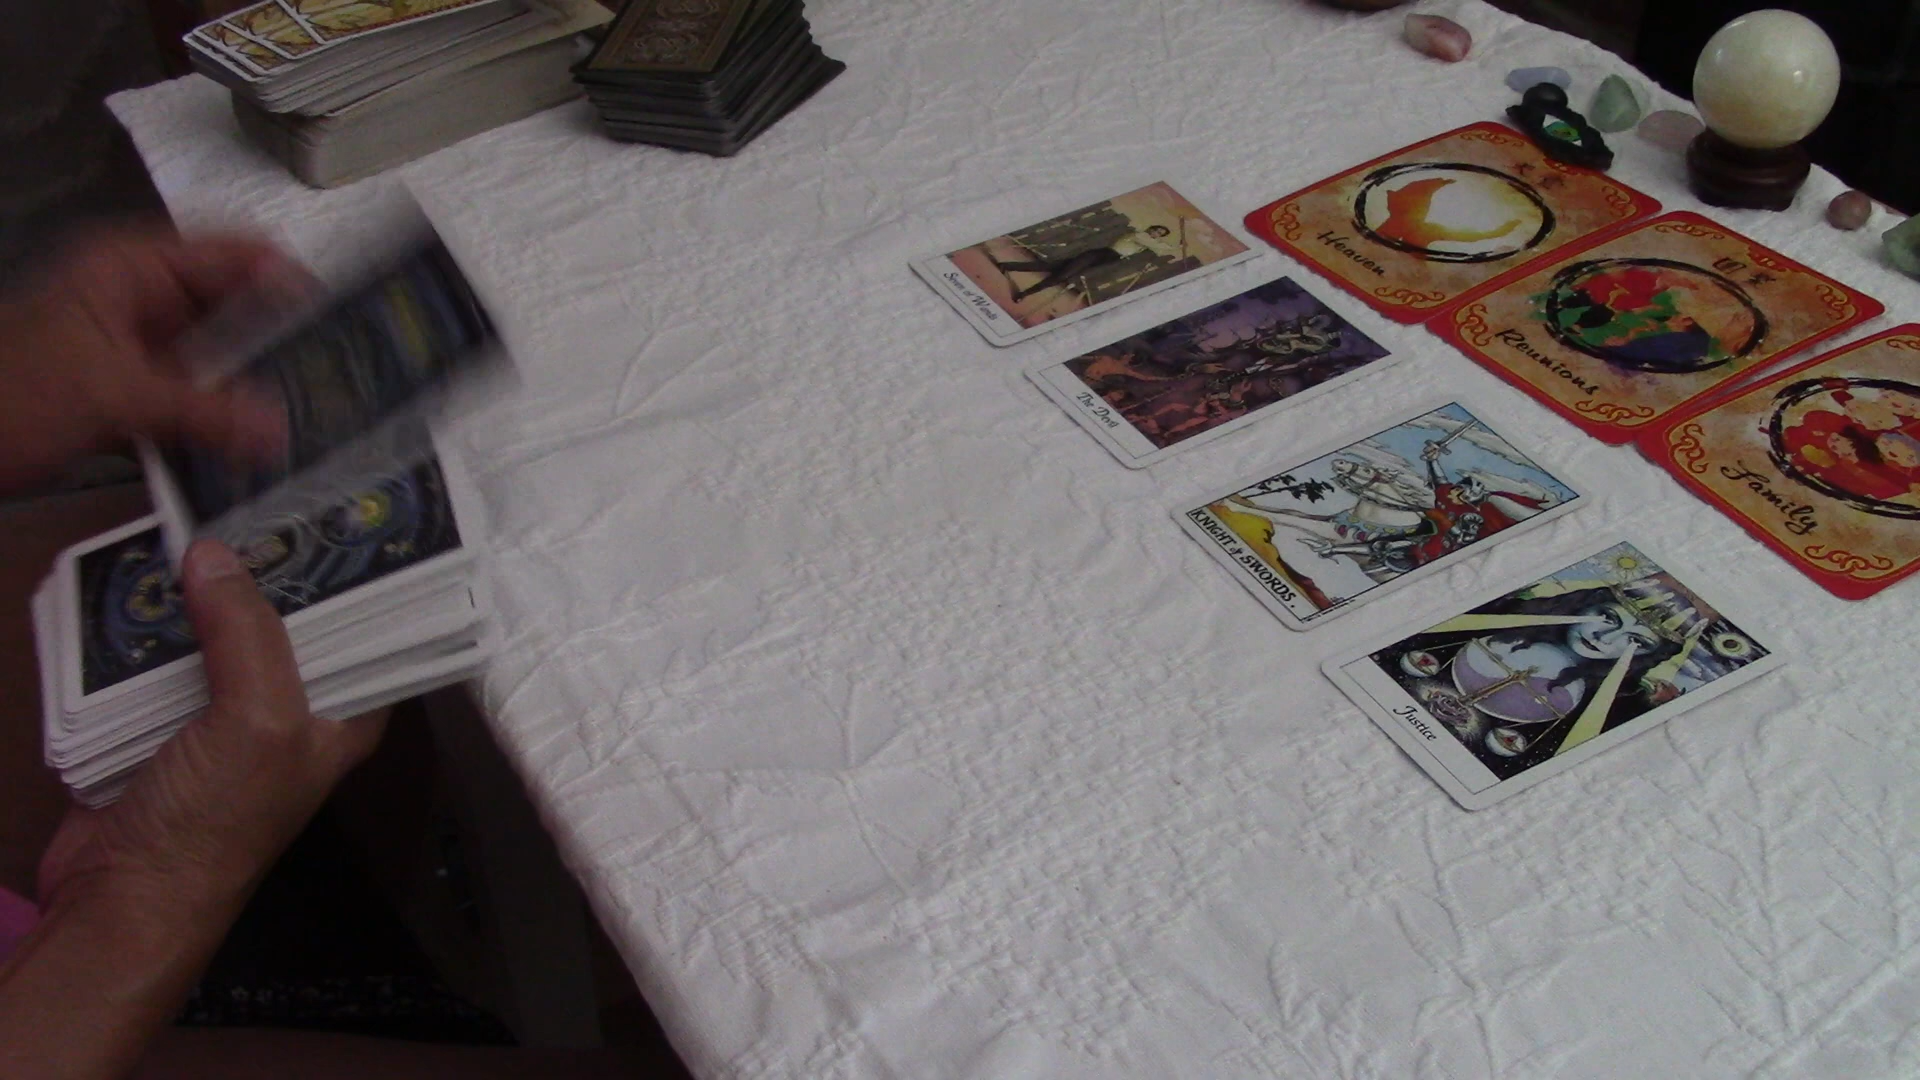 Heaven
Reunions
Family
Seven of Wands
The Devil
KNIGHT of SWORDS.
Justice